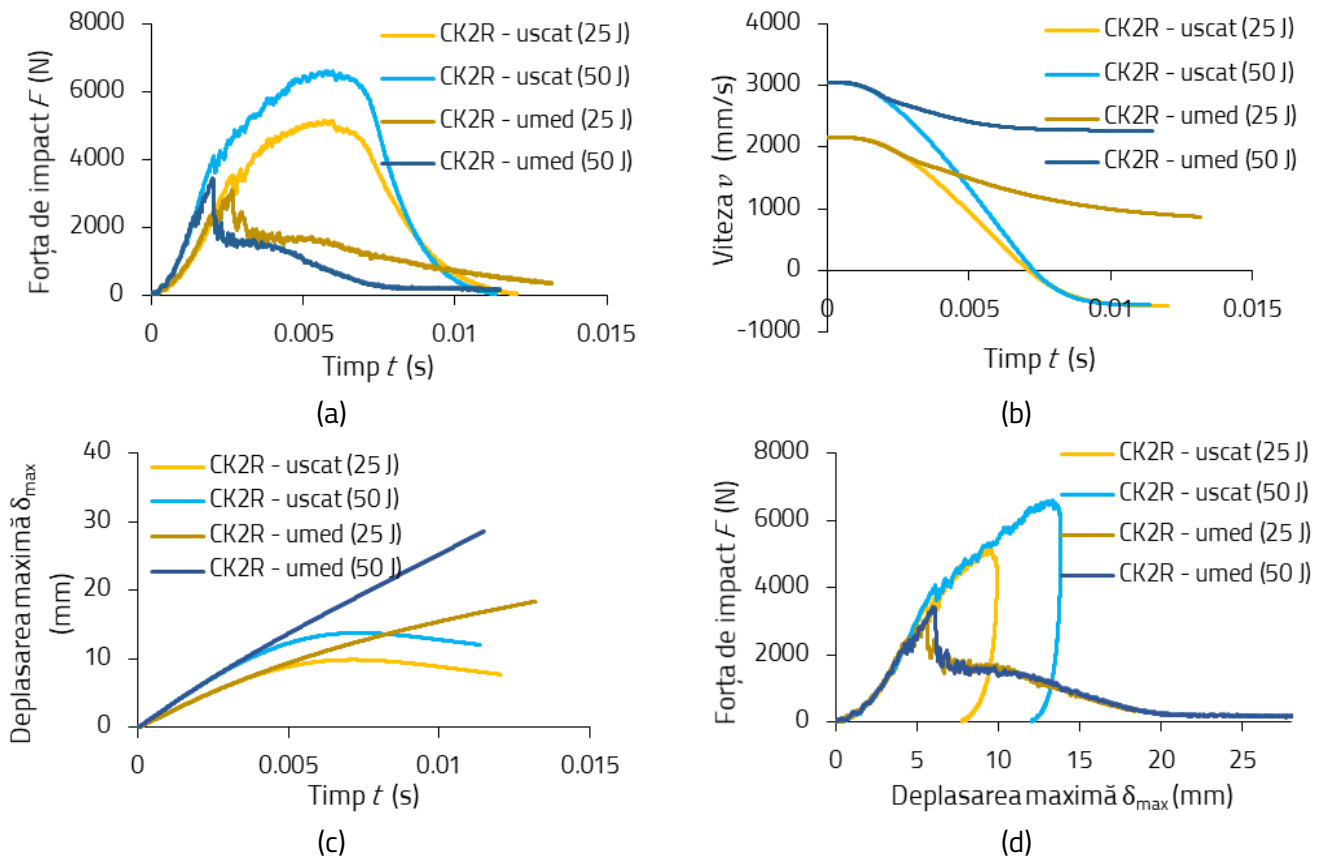 8000
6000
4000
2000
0
Forța de impact F (N)
CK2R - uscat (25 J)
CK2R - uscat (50 J)
CK2R - umed (25 J)
CK2R - umed (50 J)
0 0.005 0.01 0.015
Timp t (s)
(a)
4000
3000
2000
1000
0
-1000
Viteza v (mm/s)
CK2R - uscat (25 J)
CK2R - uscat (50 J)
CK2R - umed (25 J)
CK2R - umed (50 J)
0 0.005 0.01 0.015
Timp t (s)
(b)
40
30
20
10
0
Deplasarea maximă δmax
(mm)
CK2R - uscat (25 J)
CK2R - uscat (50 J)
CK2R - umed (25 J)
CK2R - umed (50 J)
0 0.005 0.01 0.015
Timp t (s)
(c)
8000
6000
4000
2000
0
Forța de impact F (N)
CK2R - uscat (25 J)
CK2R - uscat (50 J)
CK2R - umed (25 J)
CK2R - umed (50 J)
0 5 10 15 20 25
Deplasarea maximă δmax (mm)
(d)